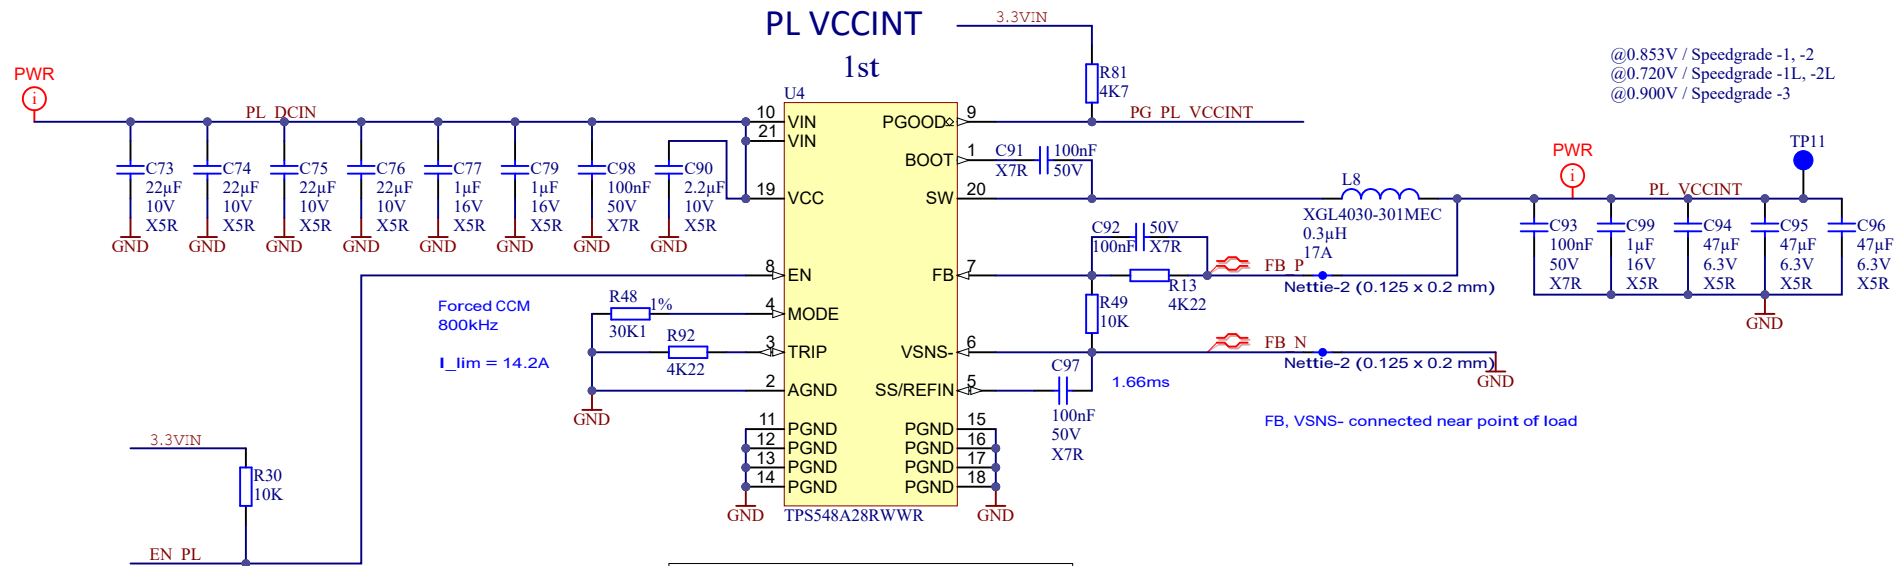 PL VCCINT
1st
3.3VIN
R81
4K7
@0.853V / Speedgrade -1, -2
@0.720V / Speedgrade -1L, -2L
@0.900V / Speedgrade -3
PWR
i
PL_DCIN
C73
22µF
10V
X5R
GND
C74
22µF
10V
X5R
GND
C75
22µF
10V
X5R
GND
C76
22µF
10V
X5R
GND
C77
1µF
16V
X5R
GND
C79
1µF
16V
X5R
GND
C98
100nF
50V
X7R
GND
C90
2.2µF
10V
X5R
GND
U4
10 VIN
21 VIN
19 VCC
8 EN
4 MODE
3 TRIP
2 AGND
11 PGND
12 PGND
13 PGND
14 PGND
PGOOD 9
BOOT 1
SW 20
FB 7
VSNS- 6
SS/REFIN 5
PGND 15
PGND 16
PGND 17
PGND 18
TPS548A28RWWR
GND
GND
PG_PL_VCCINT
C91
X7R
100nF
50V
L8
XGL4030-301MEC
0.3µH
17A
C92
100nF
50V
X7R
R13
4K22
FB_P
Nettie-2 (0.125 x 0.2 mm)
R49
10K
FB_N
Nettie-2 (0.125 x 0.2 mm)
GND
C97
100nF
50V
X7R
1.66ms
FB, VSNS- connected near point of load
PWR
i
PL_VCCINT
TP11
C93
100nF
50V
X7R
C99
1µF
16V
X5R
C94
47µF
6.3V
X5R
C95
47µF
6.3V
X5R
C96
47µF
6.3V
X5R
GND
Forced CCM
800kHz
I_lim = 14.2A
R48
1%
30K1
R92
4K22
GND
3.3VIN
R30
10K
EN_PL